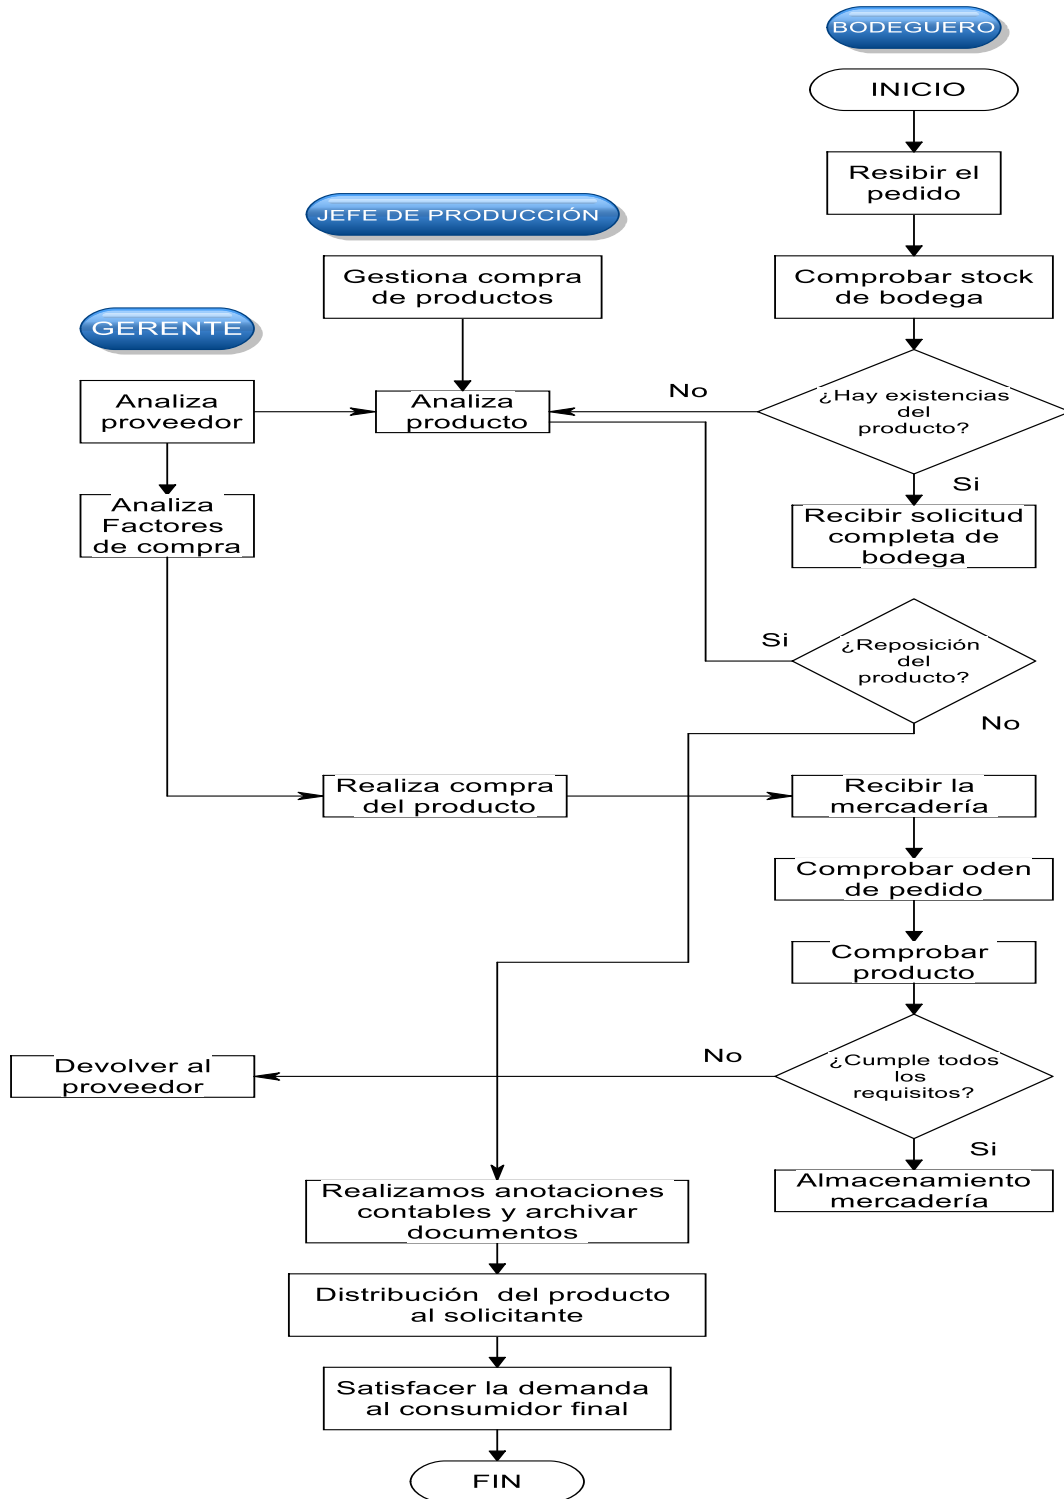 BODEGUERO
INICIO
Resibir el
pedido
JEFE DE PRODUCCIÓN
Gestiona compra
de productos
Comprobar stock
de bodega
GERENTE
Analiza
proveedor
Analiza
producto
No
¿Hay existencias
del
producto?
Si
Analiza
Factores
de compra
Recibir solicitud
completa de
bodega
Si
¿Reposición
del
producto?
No
Realiza compra
del producto
Recibir la
mercadería
Comprobar oden
de pedido
Comprobar
producto
Devolver al
proveedor
No
¿Cumple todos
los
requisitos?
Si
Almacenamiento
mercadería
Realizamos anotaciones
contables y archivar
documentos
Distribución del producto
al solicitante
Satisfacer la demanda
al consumidor final
FIN